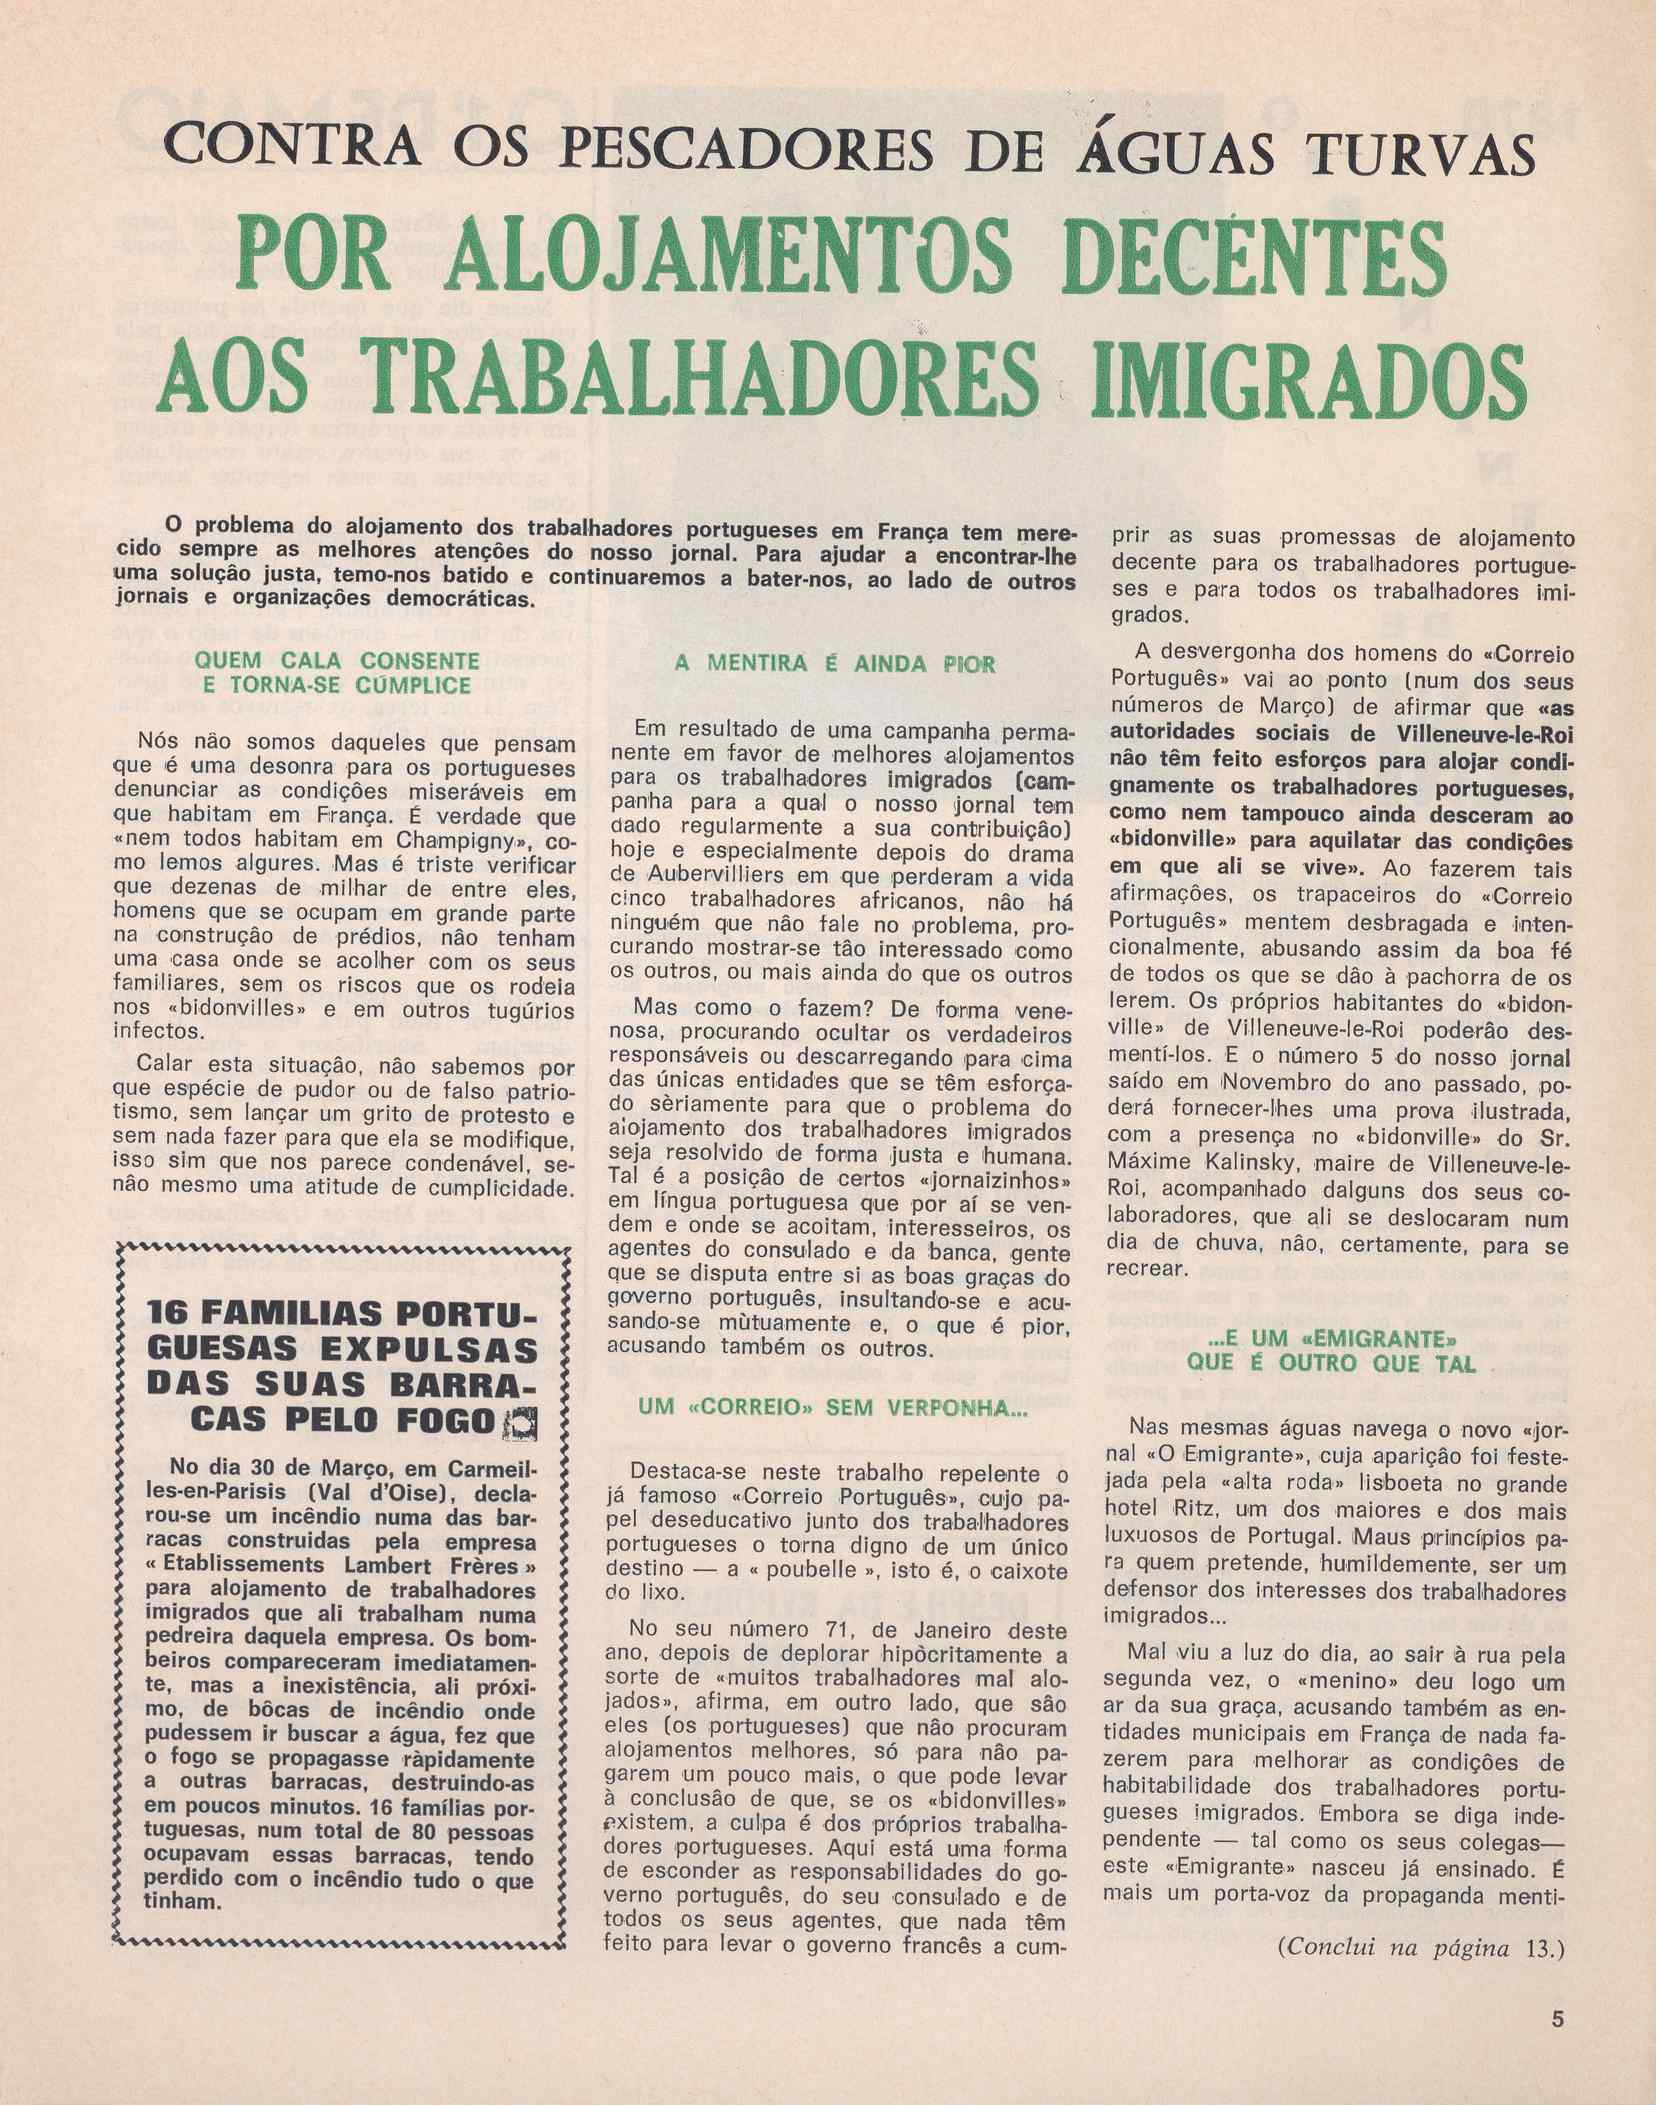 CONTRA OS PESCADORES DE ÁGUAS TURVAS
POR ALOJAMENTOS DECENTES
AOS TRABALHADORES IMIGRADOS
O problema do alojamento dos trabalhadores portugueses em França tem mere-
cido sempre as melhores atenções do nosso jornal. Para ajudar a encontrar-lhe
uma solução justa, temo-nos batido e continuaremos a bater-nos, ao lado de outros
jornais e organizações democráticas.
QUEM CALA CONSENTE
E TORNA-SE CÚMPLICE
Nós não somos daqueles que pensam
que é uma desonra para os portugueses
denunciar as condições miseráveis em
que habitam em França. É verdade que
«nem todos habitam em Champigny», co-
mo lemos algures. Mas é triste verificar
que dezenas de milhar de entre eles,
homens que se ocupam em grande parte
na construção de prédios, não tenham
uma casa onde se acolher com os seus
familiares, sem os riscos que os rodeia
nos «bidonvilles» e em outros tugúrios
infectos.
Calar esta situação, não sabemos por
que espécie de pudor ou de falso patrio-
tismo, sem lançar um grito de protesto e
sem nada fazer para que ela se modifique,
isso sim que nos parece condenável, se-
não mesmo uma atitude de cumplicidade.
16 FAMILIAS PORTU-
GUESAS EXPULSAS
DAS SUAS BARRA-
CAS PELO FOGO
No dia 30 de Março, em Carmeil-
les-en-Parisis (Val d'Oise), decla-
rou-se um incêndio numa das bar-
racas construidas pela empresa
« Etablissements Lambert Frères »
para alojamento de trabalhadores
imigrados que ali trabalham numa
pedreira daquela empresa. Os bom-
beiros compareceram imediatamen-
te, mas a inexistência, ali próxi-
mo, de bôcas de incêndio onde
pudessem ir buscar a água, fez que
o fogo se propagasse ràpidamente
a outras barracas, destruindo-as
em poucos minutos. 16 famílias por-
tuguesas, num total de 80 pessoas
ocupavam essas barracas, tendo
perdido com o incêndio tudo o que
tinham.
A MENTIRA É AINDA PIOR
Em resultado de uma campanha perma-
nente em favor de melhores alojamentos
para os trabalhadores imigrados (cam-
panha para a qual o nosso jornal tem
dado regularmente a sua contribuição)
hoje e especialmente depois do drama
de Aubervilliers em que perderam a vida
cinco trabalhadores africanos, não há
ninguém que não fale no problema, pro-
curando mostrar-se tão interessado como
os outros, ou mais ainda do que os outros
Mas como o fazem? De forma vene-
nosa, procurando ocultar os verdadeiros
responsáveis ou descarregando para cima
das únicas entidades que se têm esforça-
do sèriamente para que o problema do
alojamento dos trabalhadores imigrados
seja resolvido de forma justa e humana.
Tal é a posição de certos «jornaizinhos»
em língua portuguesa que por aí se ven-
dem e onde se acoitam, interesseiros, os
agentes do consulado e da banca, gente
que se disputa entre si as boas graças do
governo português, insultando-se e acu-
sando-se mùtuamente e, o que é pior,
acusando também os outros.
UM «CORREIO» SEM VERPONHA...
Destaca-se neste trabalho repelente o
já famoso «Correio Português», cujo pa-
pel deseducativo junto dos trabalhadores
portugueses o torna digno de um único
destino — a « poubelle », isto é, o caixote
do lixo.
No seu número 71, de Janeiro deste
ano, depois de deplorar hipòcritamente a
sorte de «muitos trabalhadores mal alo-
jados», afirma, em outro lado, que são
eles (os portugueses) que não procuram
alojamentos melhores, só para não pa-
garem um pouco mais, o que pode levar
à conclusão de que, se os «bidonvilles»
existem, a culpa é dos próprios trabalha-
dores portugueses. Aqui está uma forma
de esconder as responsabilidades do go-
verno português, do seu consulado e de
todos os seus agentes, que nada têm
feito para levar o governo francês a cum-
prir as suas promessas de alojamento
decente para os trabalhadores portugue-
ses e para todos os trabalhadores imi-
grados.
A desvergonha dos homens do «Correio
Português» vai ao ponto (num dos seus
números de Março) de afirmar que «as
autoridades sociais de Villeneuve-le-Roi
não têm feito esforços para alojar condi-
gnamente os trabalhadores portugueses,
como nem tampouco ainda desceram ao
«bidonville» para aquilatar das condições
em que ali se vive». Ao fazerem tais
afirmações, os trapaceiros do «Correio
Português» mentem desbragada e inten-
cionalmente, abusando assim da boa fé
de todos os que se dão à pachorra de os
lerem. Os próprios habitantes do «bidon-
ville» de Villeneuve-le-Roi poderão des-
mentí-los. E o número 5 do nosso jornal
saído em Novembro do ano passado, po-
derá fornecer-lhes uma prova ilustrada,
com a presença no «bidonville» do Sr.
Máxime Kalinsky, maire de Villeneuve-le-
Roi, acompanhado dalguns dos seus co-
laboradores, que ali se deslocaram num
dia de chuva, não, certamente, para se
recrear.
...E UM «EMIGRANTE»
QUE É OUTRO QUE TAL
Nas mesmas águas navega o novo «jor-
nal «O Emigrante», cuja aparição foi feste-
jada pela «alta roda» lisboeta no grande
hotel Ritz, um dos maiores e dos mais
luxuosos de Portugal. Maus princípios pa-
ra quem pretende, humildemente, ser um
defensor dos interesses dos trabalhadores
imigrados...
Mal viu a luz do dia, ao sair à rua pela
segunda vez, o «menino» deu logo um
ar da sua graça, acusando também as en-
tidades municipais em França de nada fa-
zerem para melhorar as condições de
habitabilidade dos trabalhadores portu-
gueses imigrados. Embora se diga inde-
pendente — tal como os seus colegas—
este «Emigrante» nasceu já ensinado. É
mais um porta-voz da propaganda menti-
(Conclui na página 13.)
5